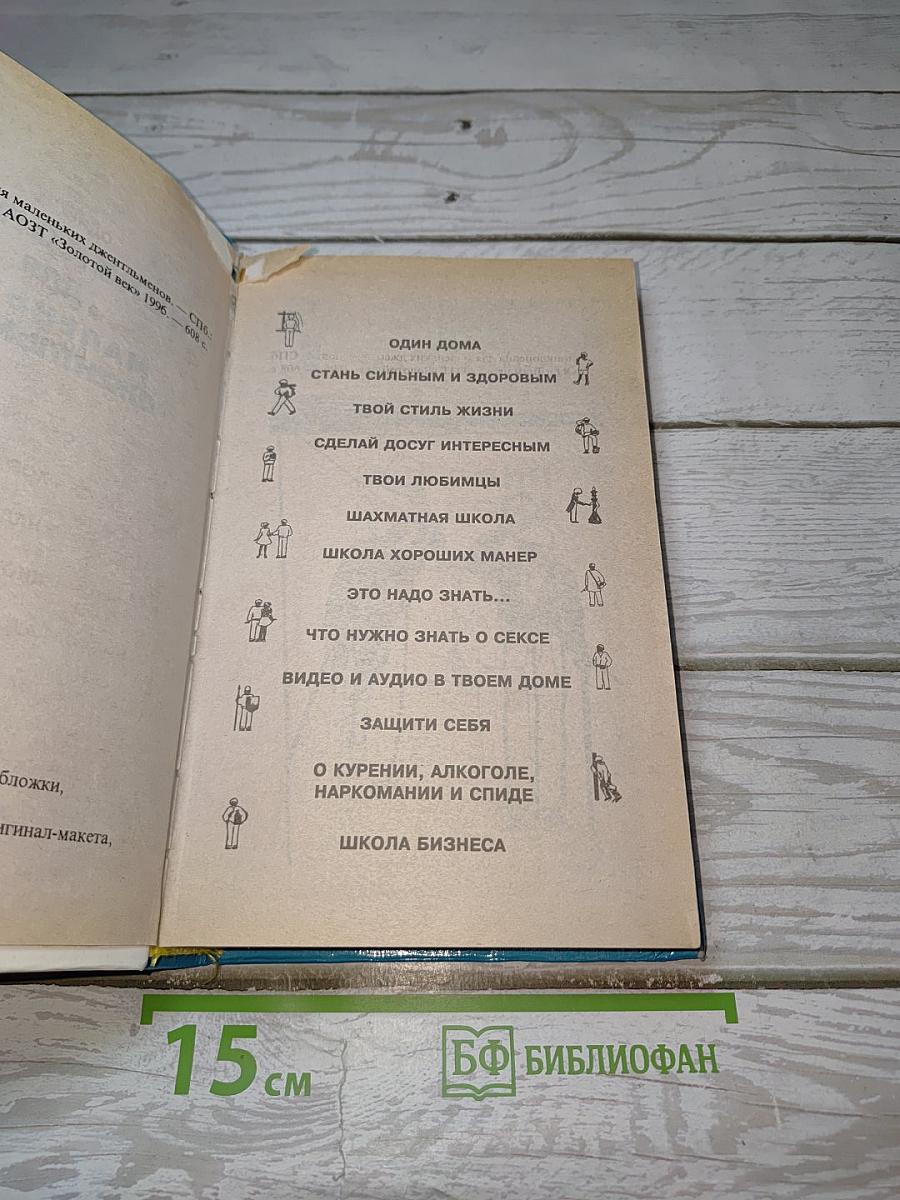 я маленьких джентльменов. — СПб.:
АОЗТ «Золотой век» 1996. — 608 с.
бложки,
игинал-макета,
ОДИН ДОМА
СТАНЬ СИЛЬНЫМ И ЗДОРОВЫМ
ТВОЙ СТИЛЬ ЖИЗНИ
СДЕЛАЙ ДОСУГ ИНТЕРЕСНЫМ
ТВОИ ЛЮБИМЦЫ
ШАХМАТНАЯ ШКОЛА
ШКОЛА ХОРОШИХ МАНЕР
ЭТО НАДО ЗНАТЬ...
ЧТО НУЖНО ЗНАТЬ О СЕКСЕ
ВИДЕО И АУДИО В ТВОЕМ ДОМЕ
ЗАЩИТИ СЕБЯ
О КУРЕНИИ, АЛКОГОЛЕ,
НАРКОМАНИИ И СПИДЕ
ШКОЛА БИЗНЕСА
15 см
БФ БИБЛИОФАН